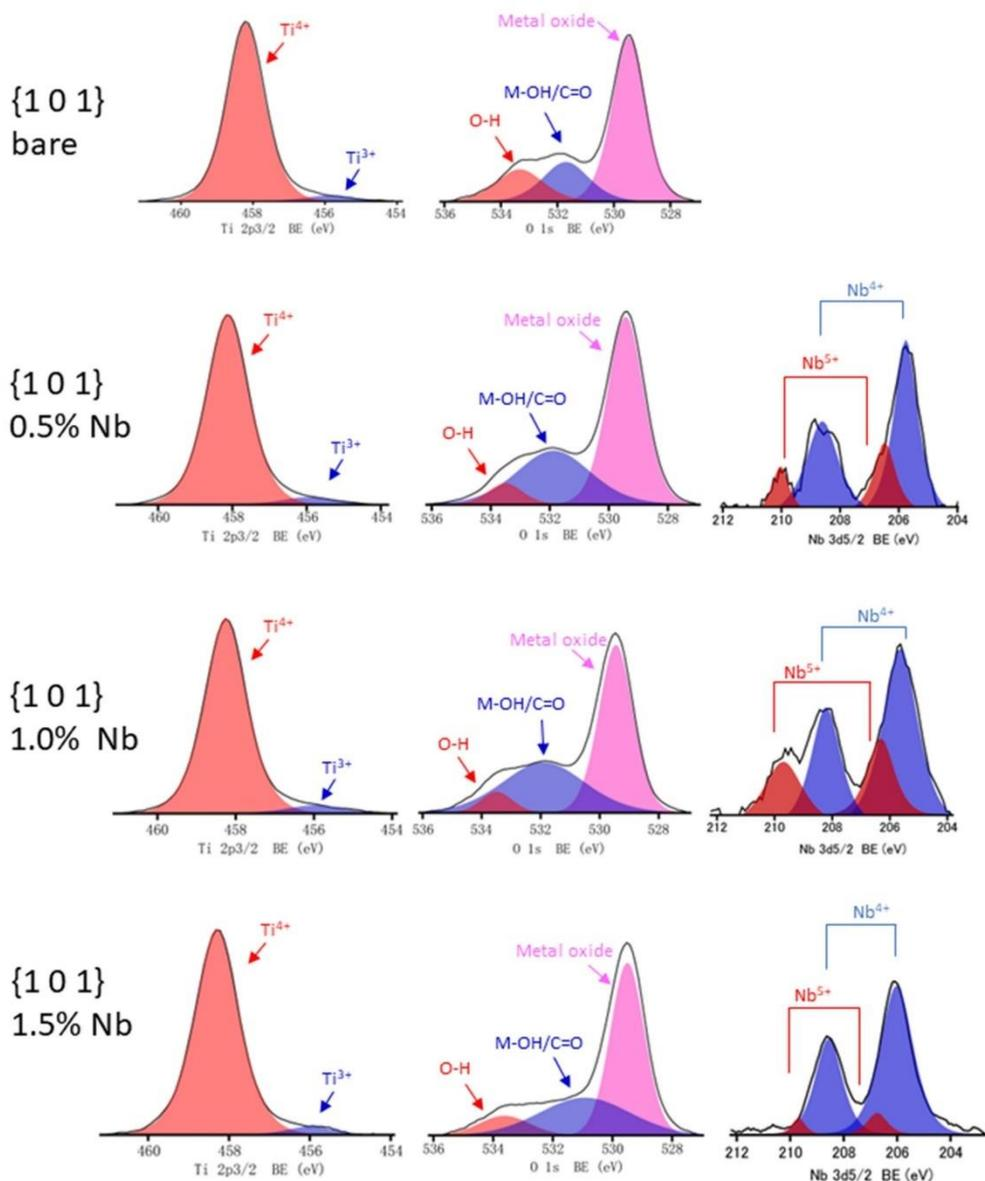 Ti⁴⁺
Ti³⁺
460 458 456 454
Ti 2p3/2 BE (eV)
Metal oxide
M-OH/C=O
O-H
536 534 532 530 528
O 1s BE (eV)
{1 0 1}
bare
Ti⁴⁺
Ti³⁺
460 458 456 454
Ti 2p3/2 BE (eV)
Metal oxide
M-OH/C=O
O-H
536 534 532 530 528
O 1s BE (eV)
Nb⁴⁺
Nb⁵⁺
212 210 208 206 204
Nb 3d5/2 BE (eV)
{1 0 1}
0.5% Nb
Ti⁴⁺
Ti³⁺
460 458 456 454
Ti 2p3/2 BE (eV)
Metal oxide
M-OH/C=O
O-H
536 534 532 530 528
O 1s BE (eV)
Nb⁴⁺
Nb⁵⁺
212 210 208 206 204
Nb 3d5/2 BE (eV)
{1 0 1}
1.0% Nb
Ti⁴⁺
Ti³⁺
460 458 456 454
Ti 2p3/2 BE (eV)
Metal oxide
M-OH/C=O
O-H
536 534 532 530 528
O 1s BE (eV)
Nb⁴⁺
Nb⁵⁺
212 210 208 206 204
Nb 3d5/2 BE (eV)
{1 0 1}
1.5% Nb